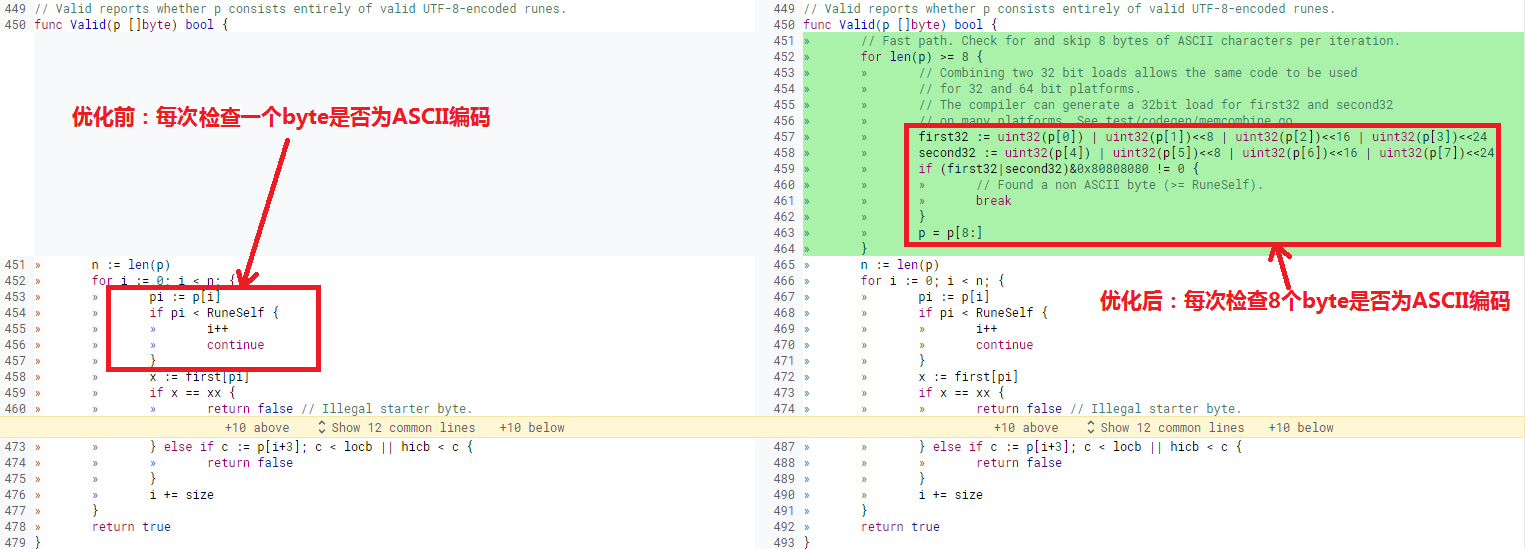 449 // Valid reports whether p consists entirely of valid UTF-8-encoded runes.
450 func Valid(p []byte) bool {
优化前：每次检查一个byte是否为ASCII编码
451 » n := len(p)
452 » for i := 0; i < n; {
453 » » pi := p[i]
454 » » if pi < RuneSelf {
455 » » » i++
456 » » » continue
457 » » }
458 » » x := first[pi]
459 » » if x == xx {
460 » » » return false // Illegal starter byte.
+10 above Show 12 common lines +10 below
473 » » } else if c := p[i+3]; c < locb || hicb < c {
474 » » » return false
475 » » }
476 » » i += size
477 » }
478 » return true
479 }
449 // Valid reports whether p consists entirely of valid UTF-8-encoded runes.
450 func Valid(p []byte) bool {
451 » // Fast path. Check for and skip 8 bytes of ASCII characters per iteration.
452 » for len(p) >= 8 {
453 » » // Combining two 32 bit loads allows the same code to be used
454 » » // for 32 and 64 bit platforms.
455 » » // The compiler can generate a 32bit load for first32 and second32
456 » » // on many platforms. See test/codegen/memcombine.go.
457 » » first32 := uint32(p[0]) | uint32(p[1])<<8 | uint32(p[2])<<16 | uint32(p[3])<<24
458 » » second32 := uint32(p[4]) | uint32(p[5])<<8 | uint32(p[6])<<16 | uint32(p[7])<<24
459 » » if (first32|second32)&0x80808080 != 0 {
460 » » » // Found a non ASCII byte (>= RuneSelf).
461 » » » break
462 » » }
463 » » p = p[8:]
464 » }
465 » n := len(p)
466 » for i := 0; i < n; {
467 » » pi := p[i]
468 » » if pi < RuneSelf {
469 » » » i++
470 » » » continue
471 » » }
472 » » x := first[pi]
473 » » if x == xx {
474 » » » return false // Illegal starter byte.
优化后：每次检查8个byte是否为ASCII编码
+10 above Show 12 common lines +10 below
487 » » } else if c := p[i+3]; c < locb || hicb < c {
488 » » » return false
489 » » }
490 » » i += size
491 » }
492 » return true
493 }